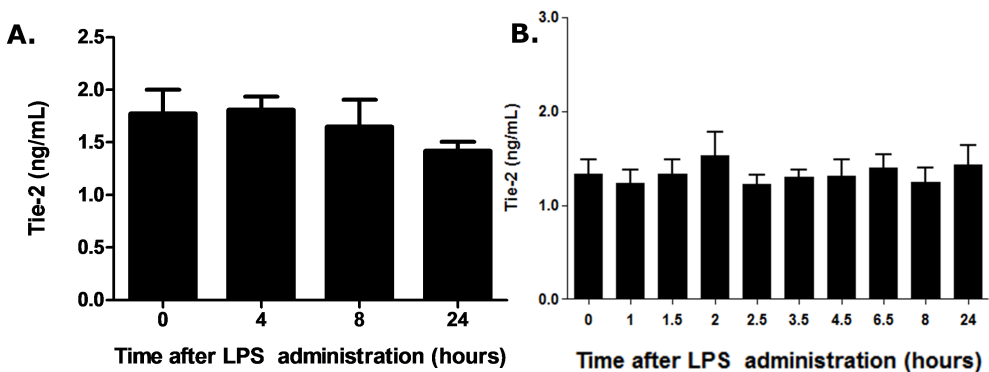 A.
Tie-2 (ng/mL)
2.5
2.0
1.5
1.0
0.5
0.0
0 4 8 24
Time after LPS administration (hours)
B.
Tie-2 (ng/mL)
3.0
2.0
1.0
0.0
0 1 1.5 2 2.5 3.5 4.5 6.5 8 24
Time after LPS administration (hours)